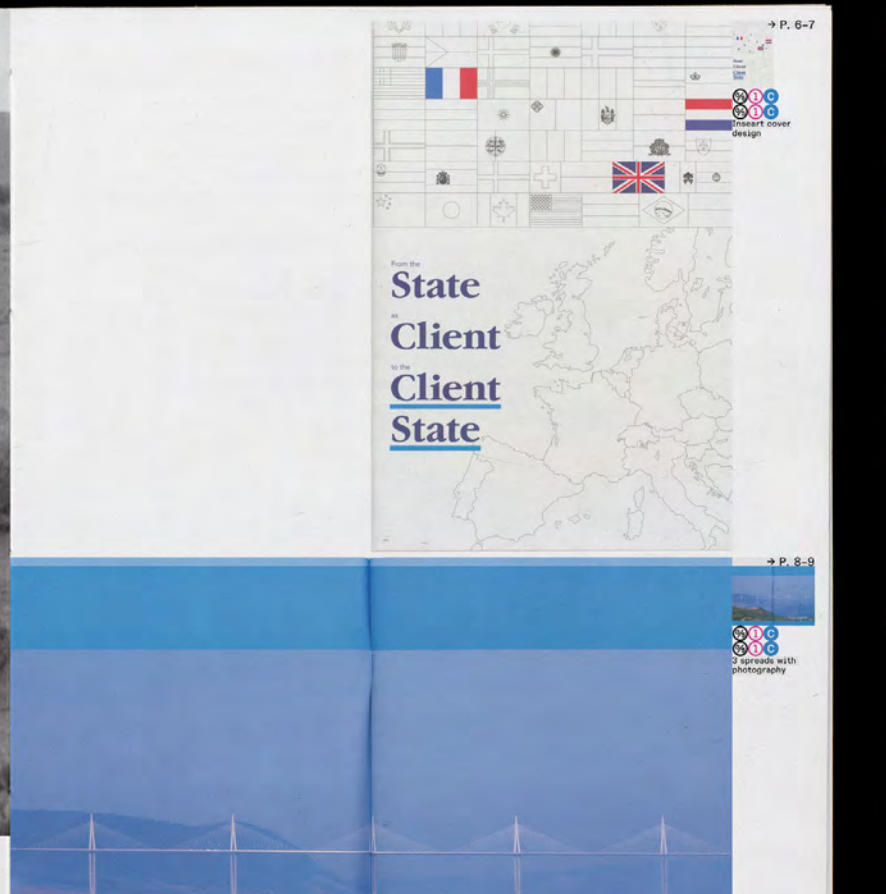 → P. 6–7
Inseart cover
design
From the
State
as
Client
to the
Client
State
→ P. 8–9
3 spreads with
photography